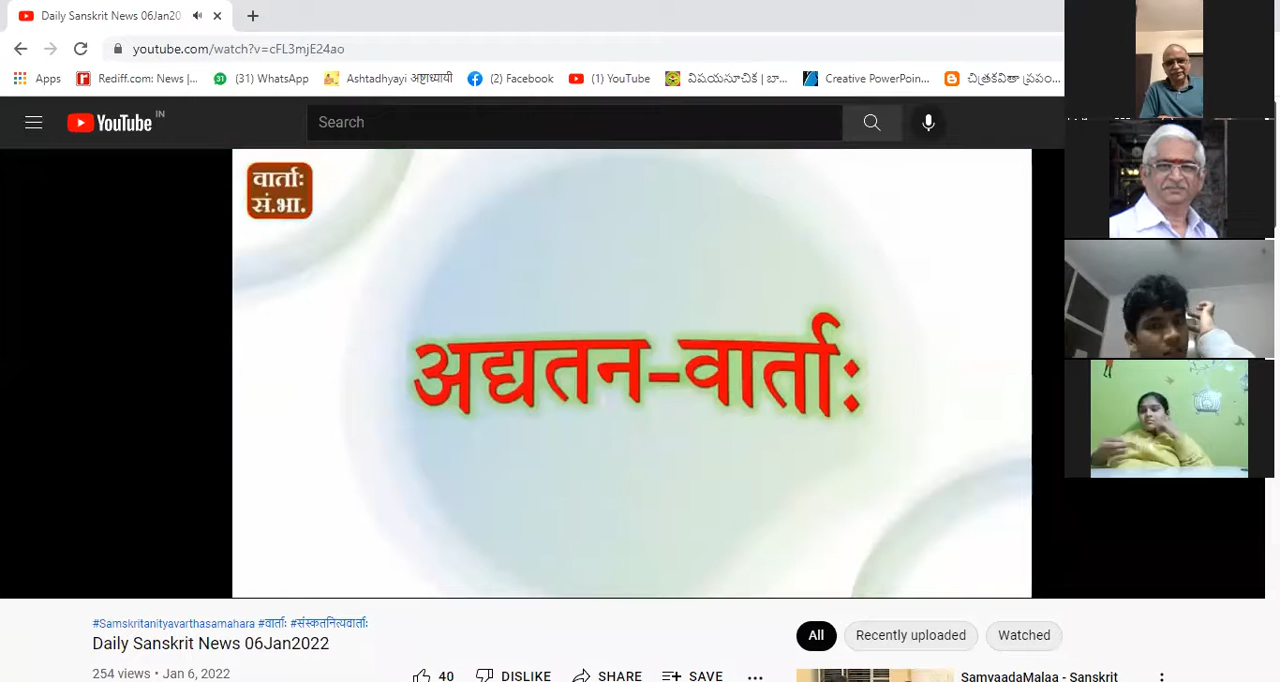 Daily Sanskrit News 06Jan20
youtube.com/watch?v=cFL3mjE24ao
Apps Rediff.com: News |... (31) WhatsApp Ashtadhyayi अष्टाध्यायी (2) Facebook (1) YouTube విషయసూచిక | బా... Creative PowerPoin... చిత్రకవితా ప్రపం...
YouTube IN
Search
वार्ताः
सं.भा.
अद्यतन-वार्ताः
#Samskritanityavarthasamahara #वार्ताः #संस्कतनित्यवार्ताः
Daily Sanskrit News 06Jan2022
254 views • Jan 6, 2022
40 DISLIKE SHARE SAVE
All Recently uploaded Watched
SamvaadaMalaa - Sanskrit